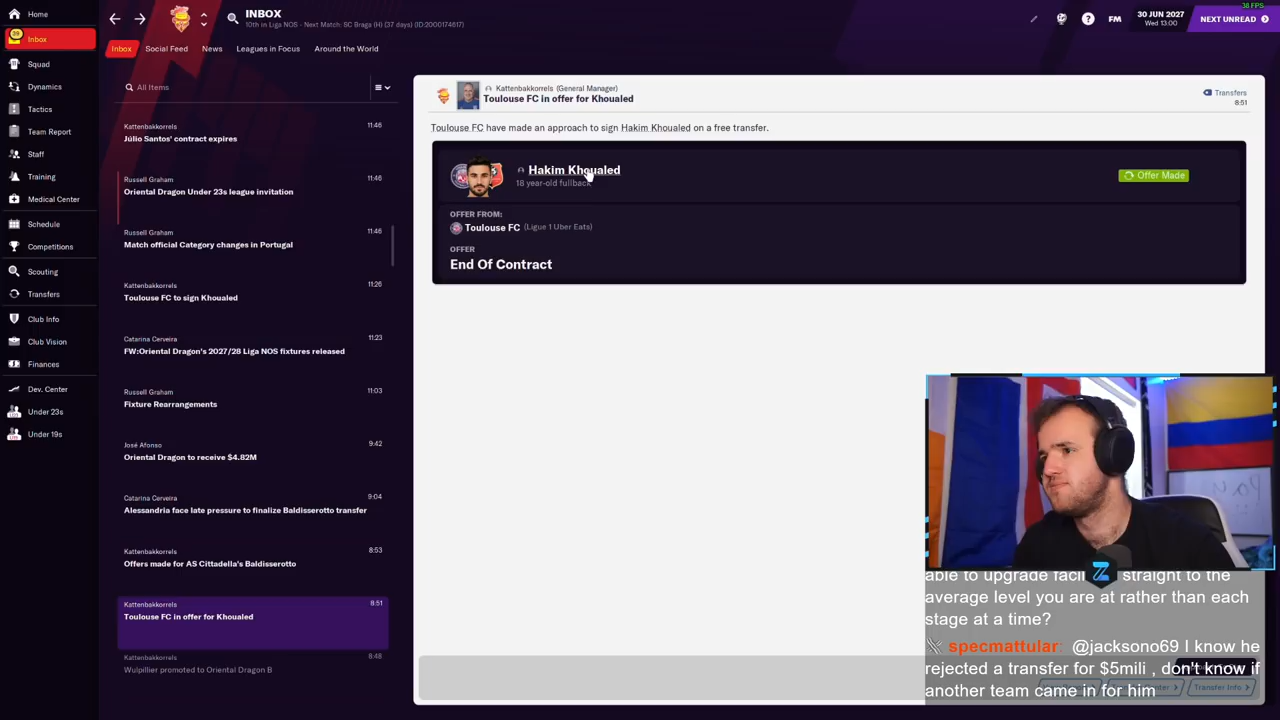 38 FPS
Home
INBOX
10th in Liga NOS - Next Match: SC Braga (H) (37 days) (ID:2000174617)
FM
30 JUN 2027
Wed 13:00
NEXT UNREAD
39
Inbox
Inbox
Social Feed
News
Leagues in Focus
Around the World
Squad
Dynamics
Tactics
Team Report
Staff
Training
Medical Center
Schedule
Competitions
Scouting
Transfers
Club Info
Club Vision
Finances
Dev. Center
Under 23s
Under 19s
All Items
Kattenbakkorrels 11:46
Júlio Santos' contract expires
Russell Graham 11:46
Oriental Dragon Under 23s league invitation
Russell Graham 11:46
Match official Category changes in Portugal
Kattenbakkorrels 11:26
Toulouse FC to sign Khoualed
Catarina Cerveira 11:23
FW:Oriental Dragon's 2027/28 Liga NOS fixtures released
Russell Graham 11:03
Fixture Rearrangements
José Afonso 9:42
Oriental Dragon to receive $4.82M
Catarina Cerveira 9:04
Alessandria face late pressure to finalize Baldisserotto transfer
Kattenbakkorrels 8:53
Offers made for AS Cittadella's Baldisserotto
Kattenbakkorrels 8:51
Toulouse FC in offer for Khoualed
Kattenbakkorrels 8:48
Wulpillier promoted to Oriental Dragon B
Kattenbakkorrels (General Manager)
Toulouse FC in offer for Khoualed
Transfers
8:51
Toulouse FC have made an approach to sign Hakim Khoualed on a free transfer.
Hakim Khoualed
18 year-old fullback
Offer Made
OFFER FROM:
Toulouse FC (Ligue 1 Uber Eats)
OFFER
End Of Contract
able to upgrade facil straight to the
average level you are at rather than each
stage at a time?
specmattular: @jacksono69 I know he
rejected a transfer for $5mili , don't know if
another team came in for him
Transfer Info